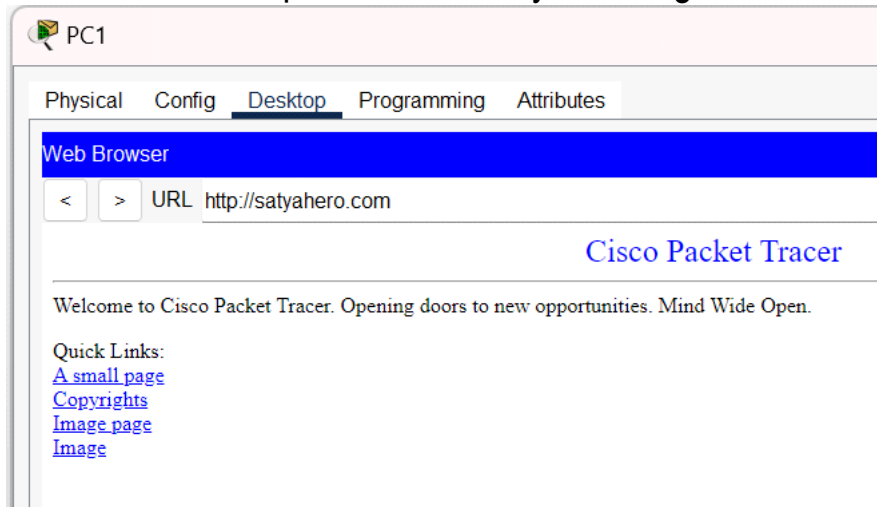 PC1
Physical Config Desktop Programming Attributes
Web Browser
< > URL http://satyahero.com
Cisco Packet Tracer
Welcome to Cisco Packet Tracer. Opening doors to new opportunities. Mind Wide Open.
Quick Links:
A small page
Copyrights
Image page
Image